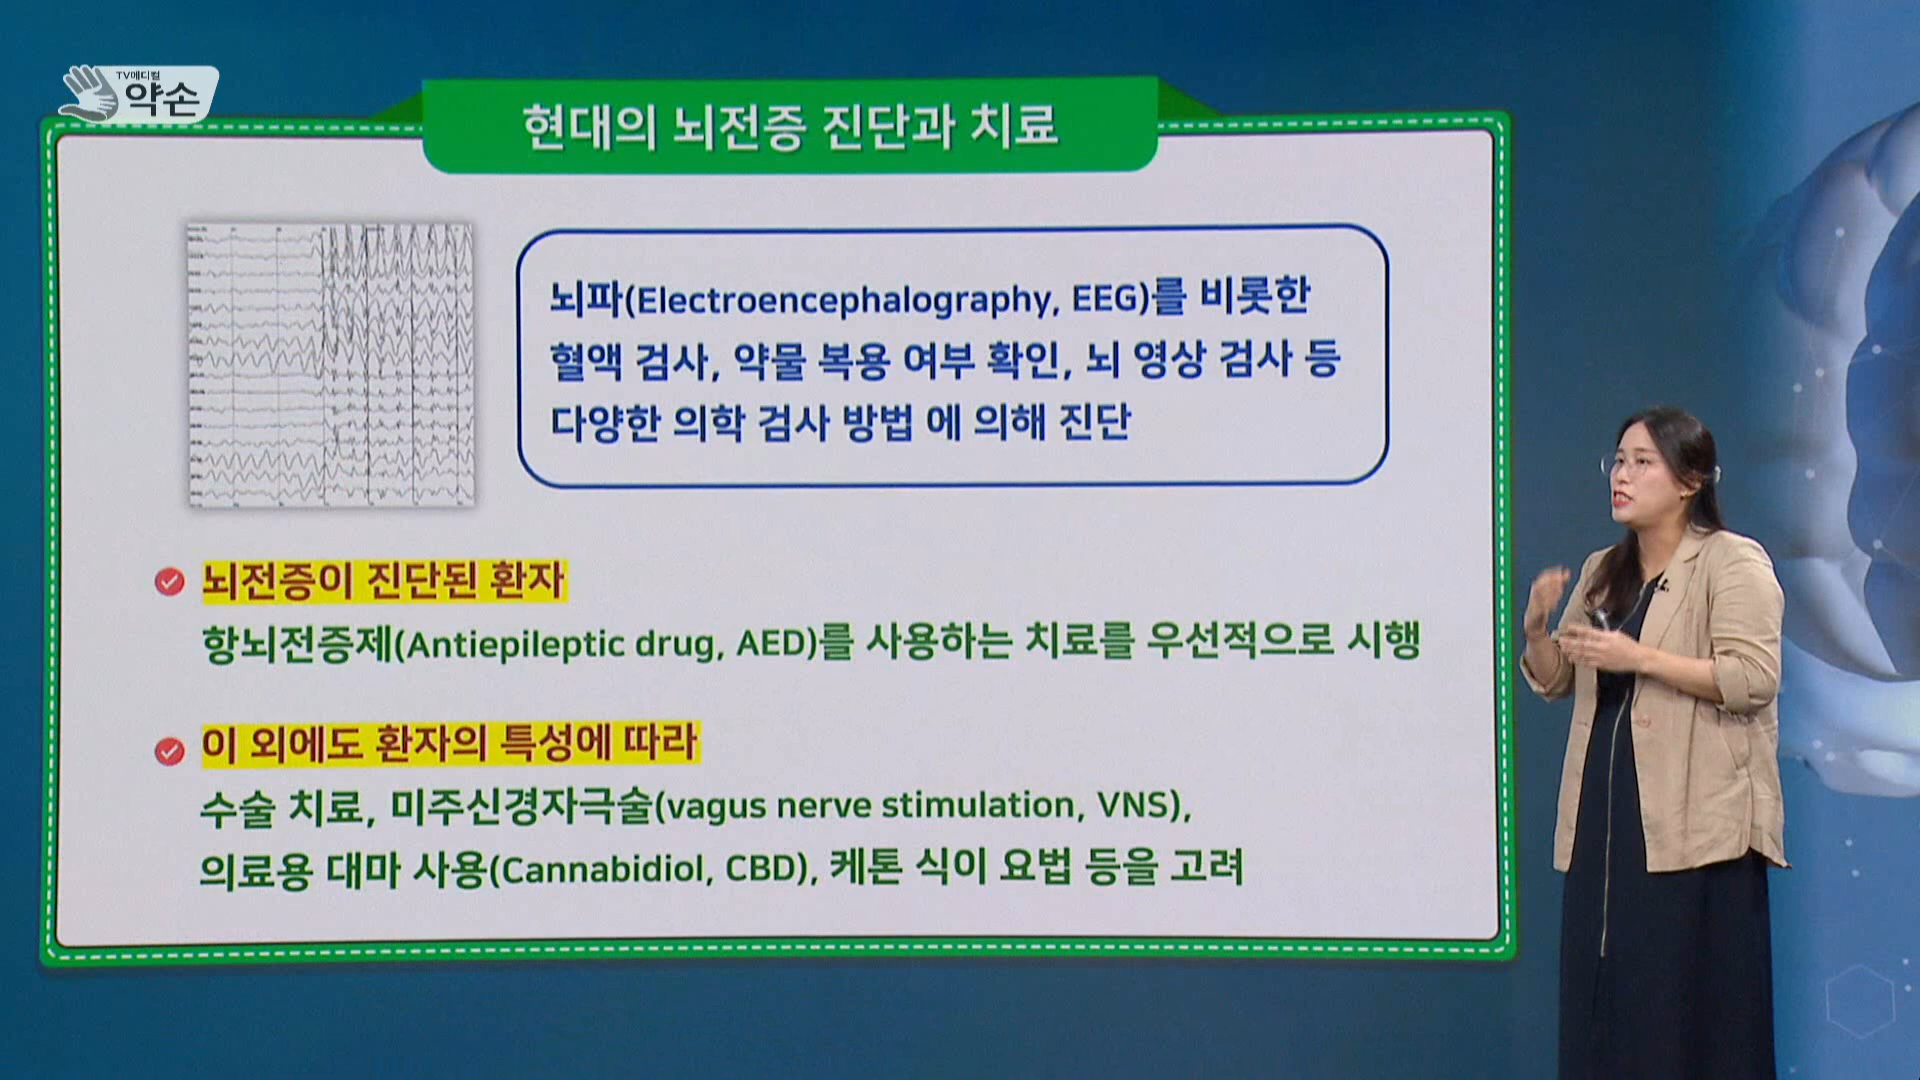 TV메디컬
약손
현대의 뇌전증 진단과 치료
뇌파(Electroencephalography, EEG)를 비롯한
혈액 검사, 약물 복용 여부 확인, 뇌 영상 검사 등
다양한 의학 검사 방법 에 의해 진단
뇌전증이 진단된 환자
항뇌전증제(Antiepileptic drug, AED)를 사용하는 치료를 우선적으로 시행
이 외에도 환자의 특성에 따라
수술 치료, 미주신경자극술(vagus nerve stimulation, VNS),
의료용 대마 사용(Cannabidiol, CBD), 케톤 식이 요법 등을 고려